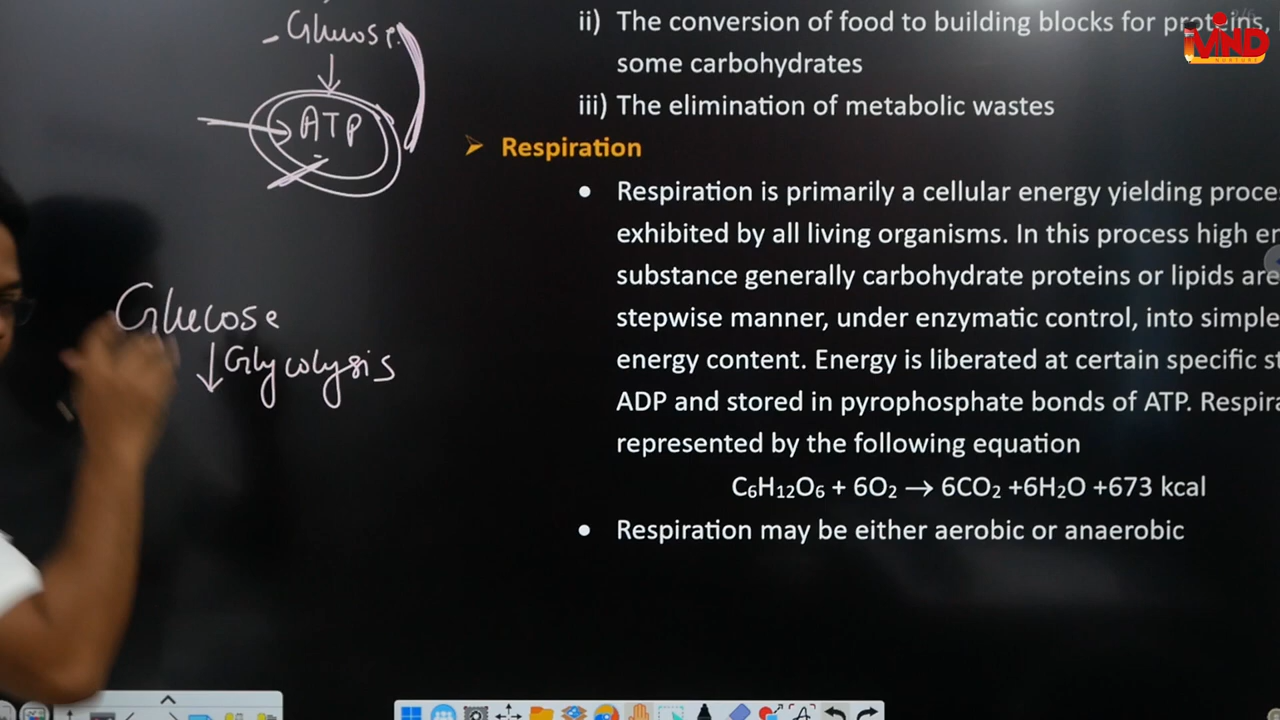 Glucose
ATP
Glucose
Glycolysis
ii) The conversion of food to building blocks for proteins,
some carbohydrates
iii) The elimination of metabolic wastes
Respiration
• Respiration is primarily a cellular energy yielding proce
exhibited by all living organisms. In this process high en
substance generally carbohydrate proteins or lipids are
stepwise manner, under enzymatic control, into simple
energy content. Energy is liberated at certain specific st
ADP and stored in pyrophosphate bonds of ATP. Respira
represented by the following equation
C₆H₁₂O₆ + 6O₂ → 6CO₂ +6H₂O +673 kcal
• Respiration may be either aerobic or anaerobic
MIND
NURTURE